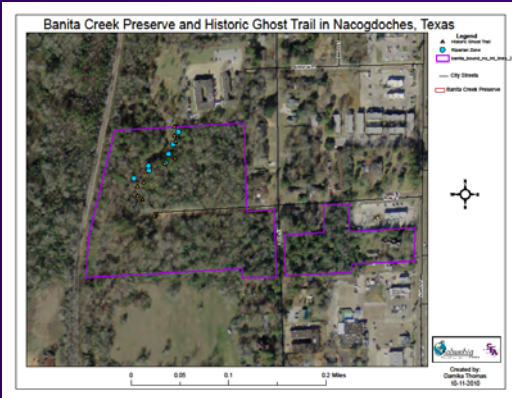 Banita Creek Preserve and Historic Ghost Trail in Nacogdoches, Texas
Legend
Historic Ghost Trail
Riparian Zone
City Streets
Banita Creek Preserve
0 0.05 0.1 0.2 Miles
Columbia
Created by:
Damika Thomas
10-11-2010